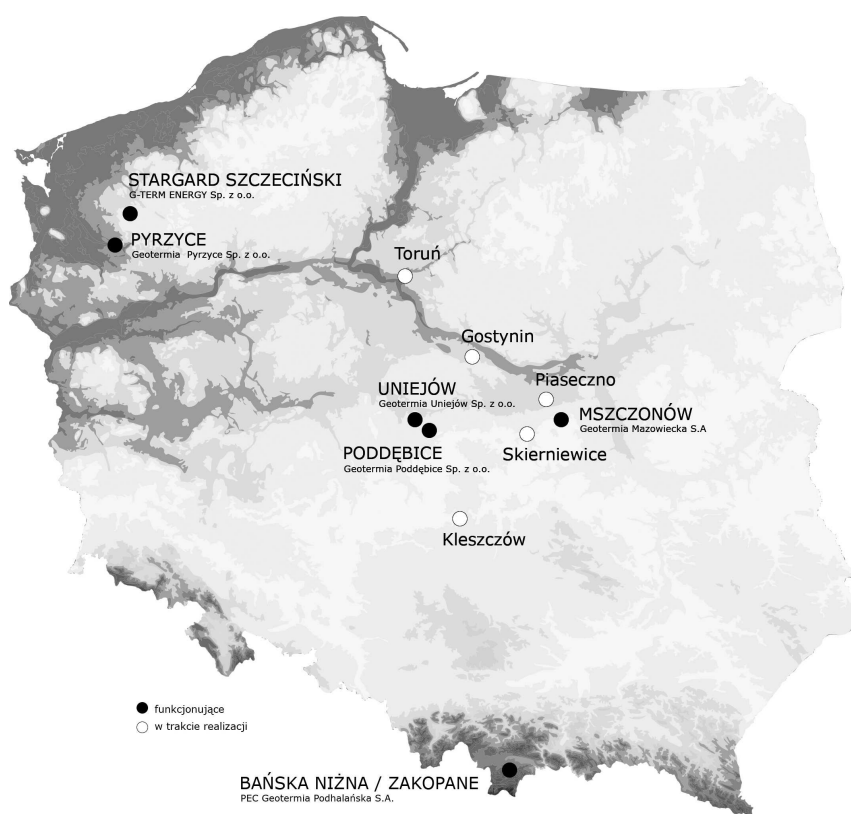 STARGARD SZCZECIŃSKI
G-TERM ENERGY Sp. z o.o.
PYRZYCE
Geotermia Pyrzyce Sp. z o.o.
Toruń
Gostynin
Piaseczno
UNIEJÓW
Geotermia Uniejów Sp. z o.o.
MSZCZONÓW
Geotermia Mazowiecka S.A
PODDĘBICE
Geotermia Poddębice Sp. z o.o.
Skierniewice
Kleszczów
funkcjonujące
w trakcie realizacji
BAŃSKA NIŻNA / ZAKOPANE
PEC Geotermia Podhalańska S.A.